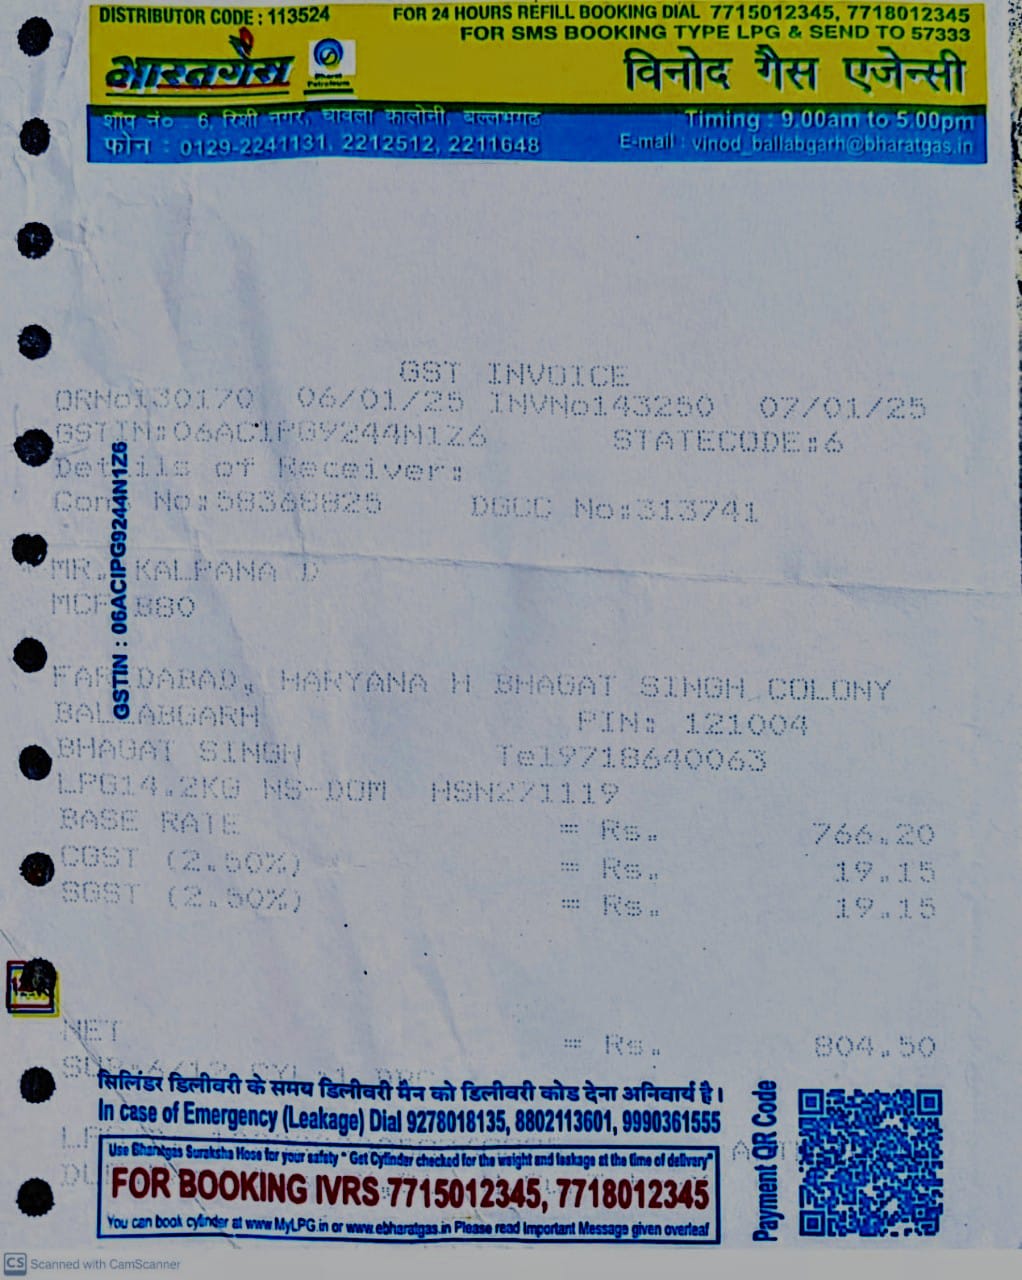 DISTRIBUTOR CODE : 113524
FOR 24 HOURS REFILL BOOKING DIAL 7715012345, 7718012345
FOR SMS BOOKING TYPE LPG & SEND TO 57333
भारतगैस
Bharat Petroleum
विनोद गैस एजेन्सी
शॉप नं० : 6, रिशी नगर, चावला कालोनी, बल्लभगढ
Timing : 9.00am to 5.00pm
फोन : 0129-2241131, 2212512, 2211648
E-mail : vinod_ballabgarh@bharatgas.in
GST INVOICE
ORNo130170 06/01/25 INVNo143250 07/01/25
GSTIN:06ACIPG9244N1Z6 STATECODE:6
Details of Receiver:
Cons No:58368825 DGCC No:313741
MR. KALPANA D
MCF 880
FARIDABAD, HARYANA H BHAGAT SINGH COLONY
BALLABGARH PIN: 121004
BHAGAT SINGH Tel9718640063
LPG14.2KG NS-DOM HSN271119
BASE RATE = Rs. 766.20
CGST (2.50%) = Rs. 19.15
SGST (2.50%) = Rs. 19.15
NET = Rs. 804.50
GSTIN : 06ACIPG9244N1Z6
सिलिंडर डिलीवरी के समय डिलीवरी मैन को डिलीवरी कोड देना अनिवार्य है।
In case of Emergency (Leakage) Dial 9278018135, 8802113601, 9990361555
Use Bharatgas Suraksha Hose for your safety * Get Cylinder checked for the weight and leakage at the time of delivery"
FOR BOOKING IVRS 7715012345, 7718012345
You can book cylinder at www.MyLPG.in or www.ebharatgas.in Please read Important Message given overleaf
Payment QR Code
CS Scanned with CamScanner